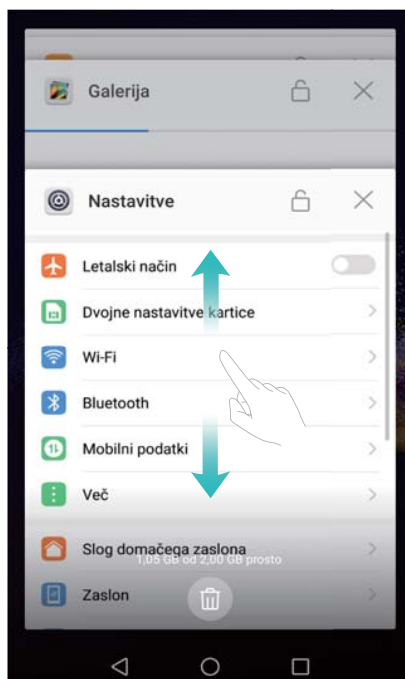 Galerija
Nastavitve
Letalski način
Dvojne nastavitve kartice
Wi-Fi
Bluetooth
Mobilni podatki
Več
Slog domačega zaslona
1,05 GB od 2,00 GB prosto
Zaslon